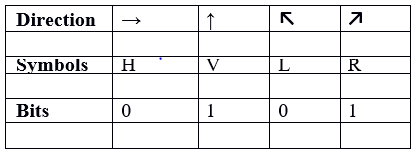 Direction → ↑ ↖ ↗
Symbols H V L R
Bits 0 1 0 1